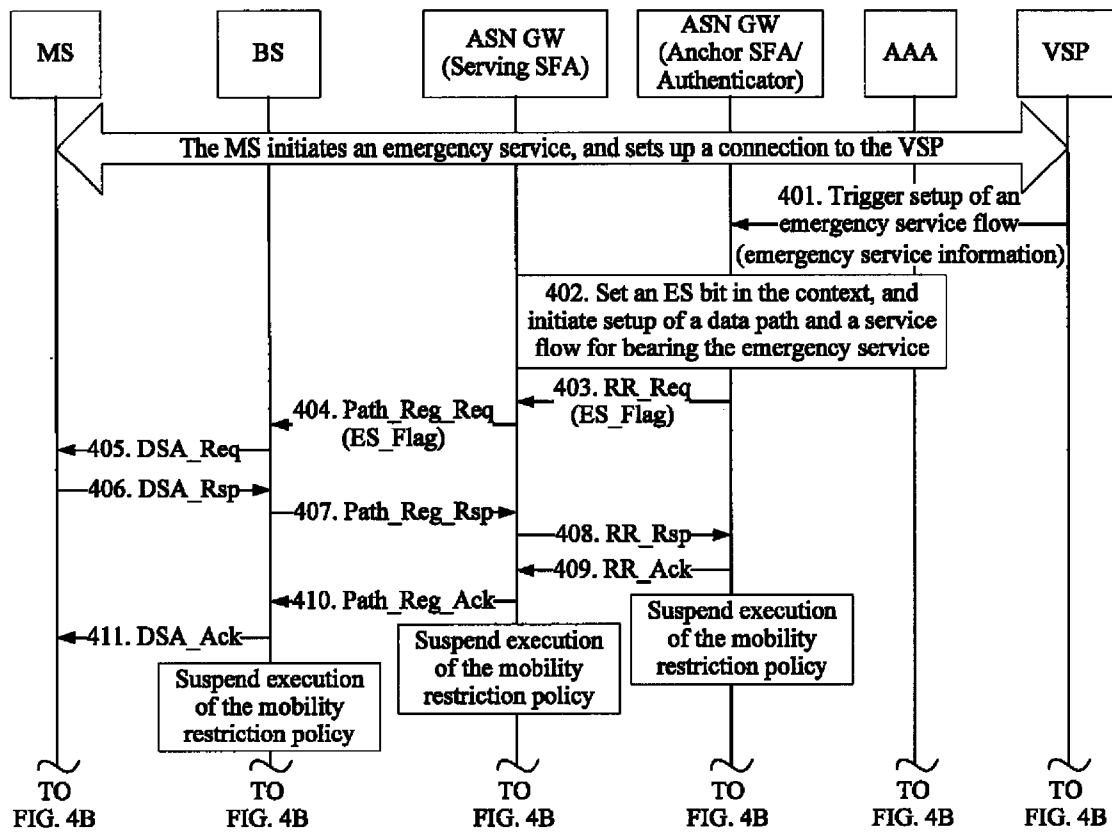 MS
BS
ASN GW
(Serving SFA)
ASN GW
(Anchor SFA/
Authenticator)
AAA
VSP
The MS initiates an emergency service, and sets up a connection to the VSP
401. Trigger setup of an
emergency service flow
(emergency service information)
402. Set an ES bit in the context, and
initiate setup of a data path and a service
flow for bearing the emergency service
403. RR_Req
(ES_Flag)
404. Path_Reg_Req
(ES_Flag)
405. DSA_Req
406. DSA_Rsp
407. Path_Reg_Rsp
408. RR_Rsp
409. RR_Ack
410. Path_Reg_Ack
411. DSA_Ack
Suspend execution
of the mobility
restriction policy
Suspend execution
of the mobility
restriction policy
Suspend execution
of the mobility
restriction policy
TO
FIG. 4B
TO
FIG. 4B
TO
FIG. 4B
TO
FIG. 4B
TO
FIG. 4B
TO
FIG. 4B